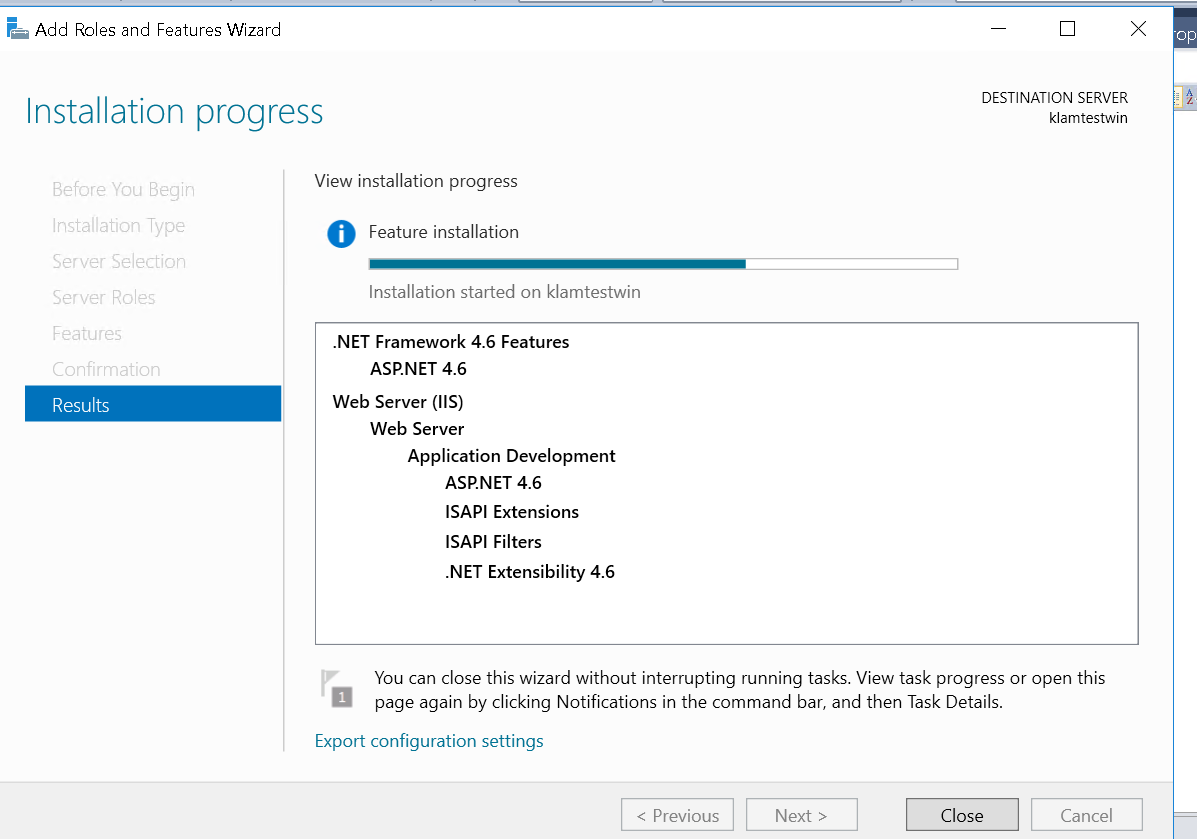 Add Roles and Features Wizard
Installation progress
DESTINATION SERVER
klamtestwin
Before You Begin
Installation Type
Server Selection
Server Roles
Features
Confirmation
Results
View installation progress
Feature installation
Installation started on klamtestwin
.NET Framework 4.6 Features
ASP.NET 4.6
Web Server (IIS)
Web Server
Application Development
ASP.NET 4.6
ISAPI Extensions
ISAPI Filters
.NET Extensibility 4.6
1
You can close this wizard without interrupting running tasks. View task progress or open this
page again by clicking Notifications in the command bar, and then Task Details.
Export configuration settings
< Previous
Next >
Close
Cancel